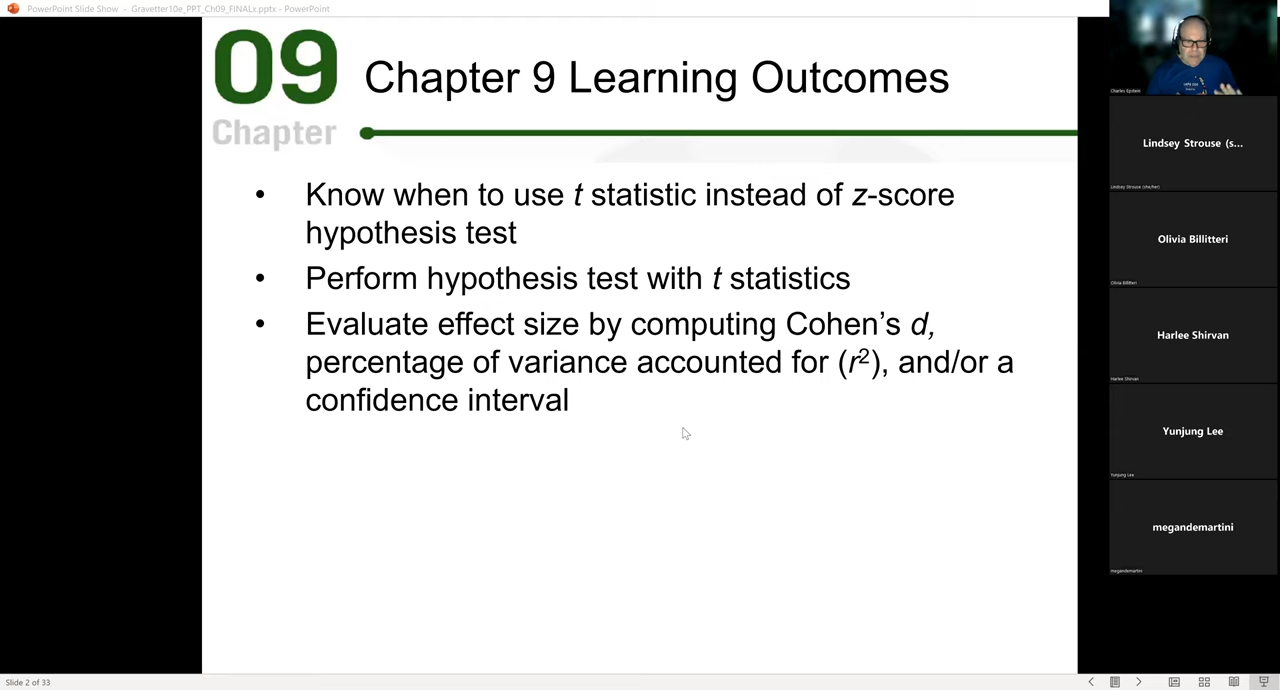 PowerPoint Slide Show - Gravetter10e_PPT_Ch09_FINALx.pptx - PowerPoint
09
Chapter
Chapter 9 Learning Outcomes
• Know when to use t statistic instead of z-score
hypothesis test
• Perform hypothesis test with t statistics
• Evaluate effect size by computing Cohen's d,
percentage of variance accounted for (r²), and/or a
confidence interval
Charles Epstein
Lindsey Strouse (s...
Lindsey Strouse (she/her)
Olivia Billitteri
Olivia Billitteri
Harlee Shirvan
Harlee Shirvan
Yunjung Lee
Yunjung Lee
megandemartini
megandemartini
Slide 2 of 33